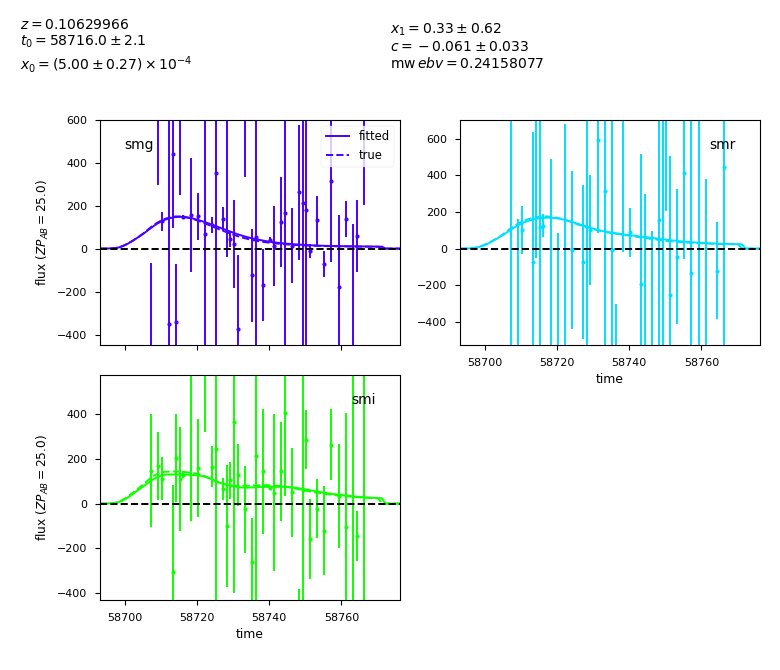 z = 0.10629966
t₀ = 58716.0 ± 2.1
x₀ = (5.00 ± 0.27) × 10⁻⁴
x₁ = 0.33 ± 0.62
c = −0.061 ± 0.033
mwebv = 0.24158077
smg
fitted
true
600
400
200
0
−200
−400
flux (ZP_AB = 25.0)
smr
600
400
200
0
−200
−400
58700 58720 58740 58760
time
smi
400
200
0
−200
−400
flux (ZP_AB = 25.0)
58700 58720 58740 58760
time